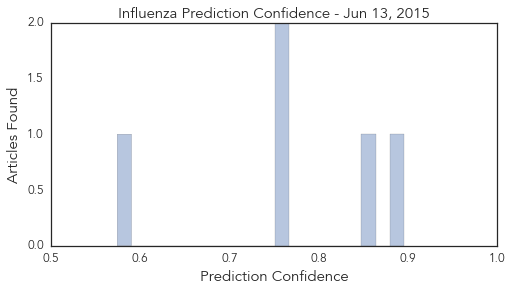 Influenza Prediction Confidence - Jun 13, 2015
Articles Found
2.0
1.5
1.0
0.5
0.0
0.5 0.6 0.7 0.8 0.9 1.0
Prediction Confidence